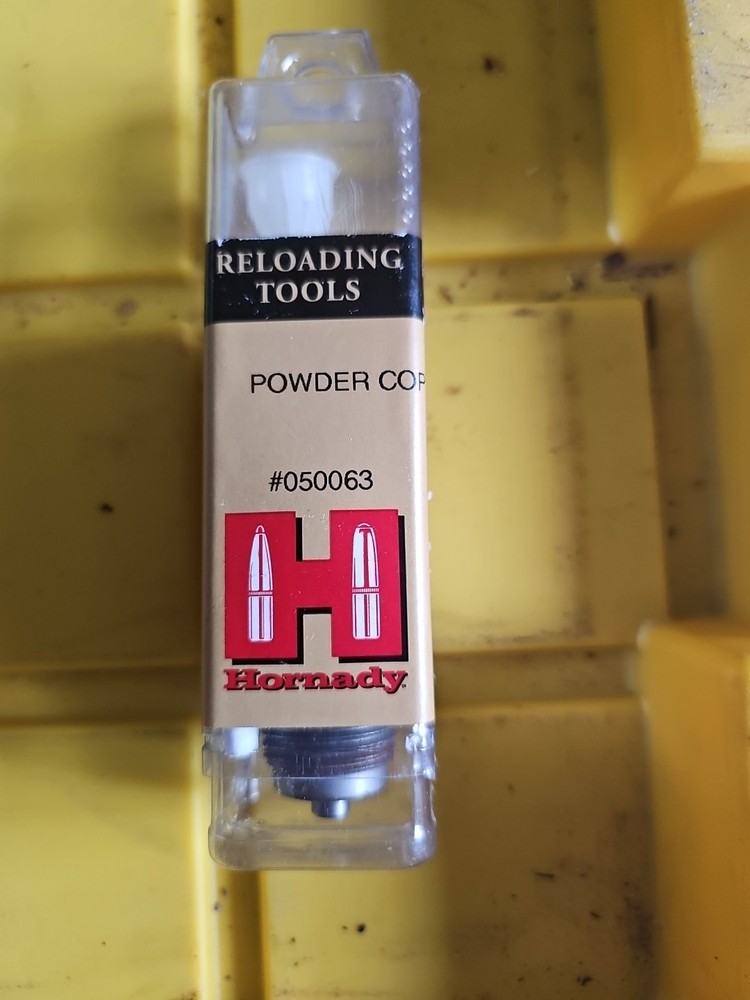 RELOADING
TOOLS
POWDER COP
#050063
H
Hornady